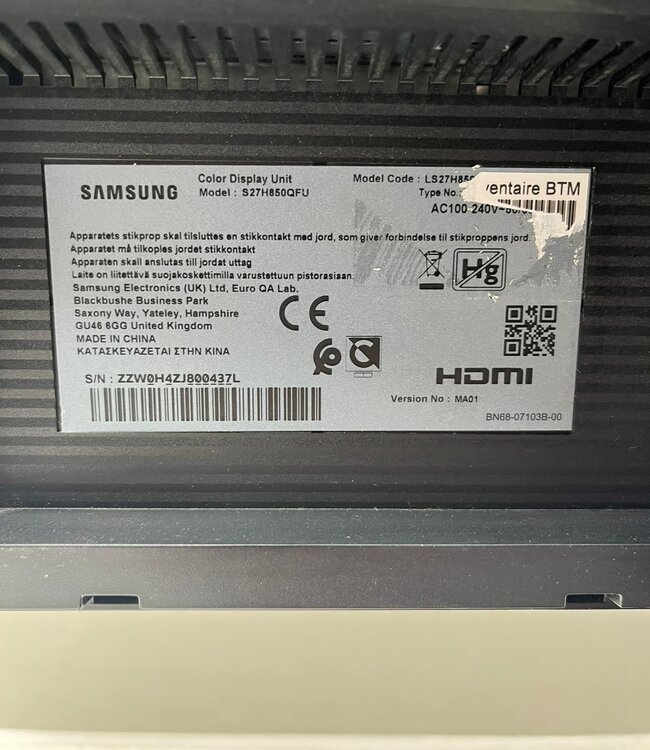 SAMSUNG
Color Display Unit
Model : S27H850QFU
Model Code : LS27H85
Type No.:
ventaire BTM
AC100-240V~
Apparatets stikprop skal tilsluttes en stikkontakt med jord, som giver forbindelse til stikproppens jord.
Apparatet må tilkoples jordet stikkontakt
Apparaten skall anslutas till jordat uttag
Laite on liitettävä suojakoskettimilla varustettuun pistorasiaan.
Samsung Electronics (UK) Ltd, Euro QA Lab.
Blackbushe Business Park
Saxony Way, Yateley, Hampshire
GU46 6GG United Kingdom
MADE IN CHINA
ΚΑΤΑΣΚΕΥΑΖΕΤΑΙ ΣΤΗΝ ΚΙΝΑ
CE
Hg
HDMI
S/N : ZZW0H4ZJ800437L
Version No : MA01
BN68-07103B-00